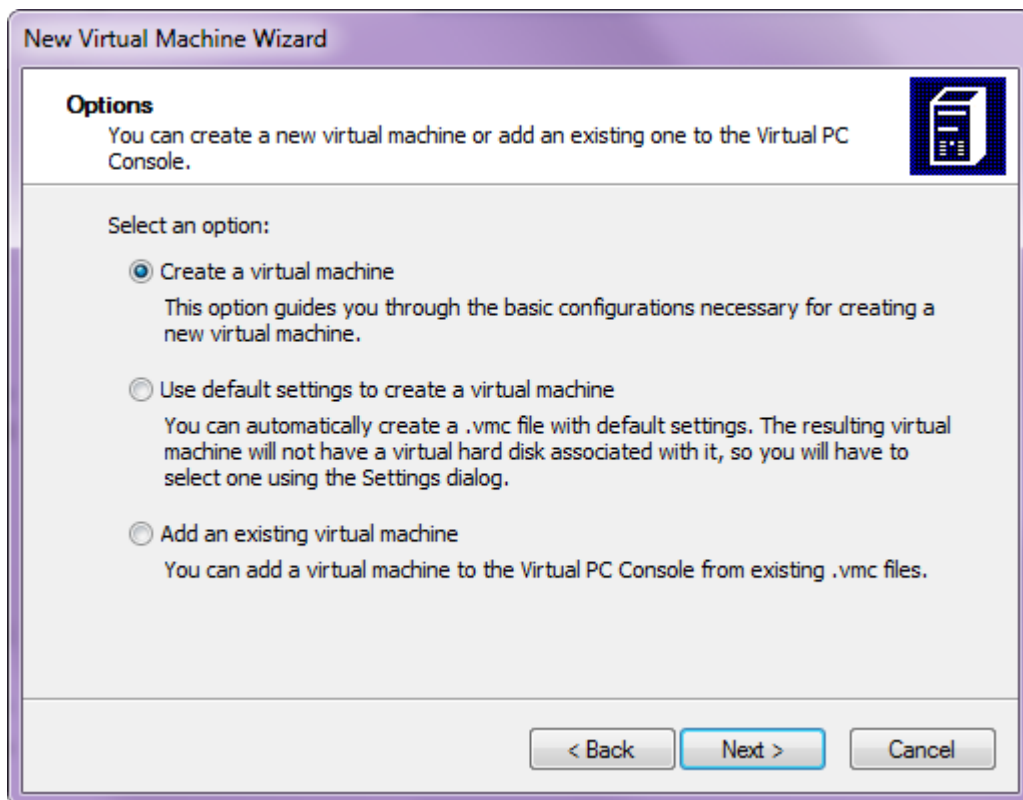 New Virtual Machine Wizard
Options
You can create a new virtual machine or add an existing one to the Virtual PC
Console.
Select an option:
Create a virtual machine
This option guides you through the basic configurations necessary for creating a
new virtual machine.
Use default settings to create a virtual machine
You can automatically create a .vmc file with default settings. The resulting virtual
machine will not have a virtual hard disk associated with it, so you will have to
select one using the Settings dialog.
Add an existing virtual machine
You can add a virtual machine to the Virtual PC Console from existing .vmc files.
< Back Next > Cancel